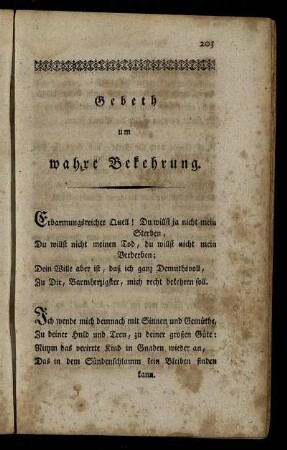 203
Gebeth
um
wahre Bekehrung.
Erbarmungsreicher Quell! Du willst ja nicht mein
Sterben,
Du willst nicht meinen Tod, du willst nicht mein
Verderben;
Dein Wille aber ist, daß ich ganz Demuthsvoll,
Zu Dir, Barmherzigster, mich recht bekehren soll.
Ich wende mich demnach mit Sinnen und Gemüthe,
Zu deiner Huld und Treu, zu deiner großen Güte:
Nimm das verirrte Kind in Gnaden wieder an,
Das in dem Sündenschlamm kein Bleiben finden
kann.